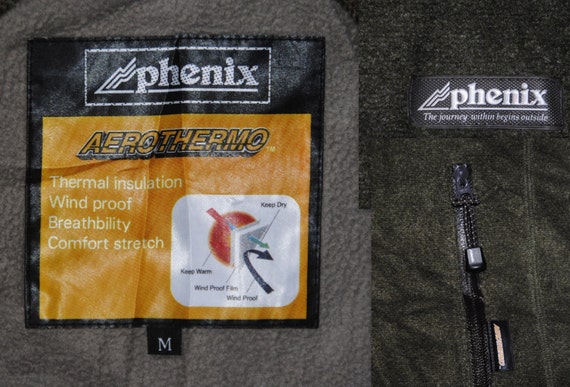 phenix
AEROTHERMO™
Thermal insulation
Wind proof
Breathbility
Comfort stretch
Keep Dry
Keep Warm
Wind Proof Film
Wind Proof
M
phenix
The journey within begins outside.